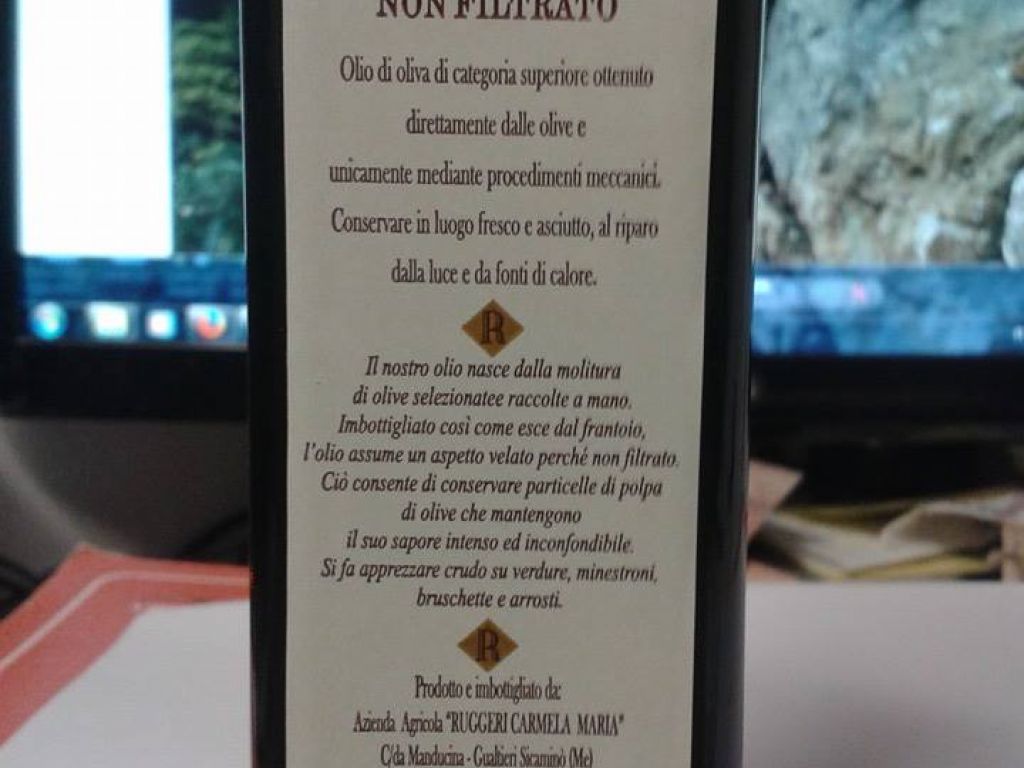 NON FILTRATO
Olio di oliva di categoria superiore ottenuto
direttamente dalle olive e
unicamente mediante procedimenti meccanici.
Conservare in luogo fresco e asciutto, al riparo
dalla luce e da fonti di calore.
R
Il nostro olio nasce dalla molitura
di olive selezionatee raccolte a mano.
Imbottigliato così come esce dal frantoio,
l'olio assume un aspetto velato perché non filtrato.
Ciò consente di conservare particelle di polpa
di olive che mantengono
il suo sapore intenso ed inconfondibile.
Si fa apprezzare crudo su verdure, minestroni,
bruschette e arrosti.
R
Prodotto e imbottigliato da:
Azienda Agricola "RUGGERI CARMELA MARIA"
C/da Manducina - Gualtieri Sicaminò (Me)